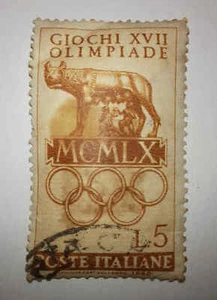 GIOCHI XVII
OLIMPIADE
MCMLX
L.5
POSTE ITALIANE